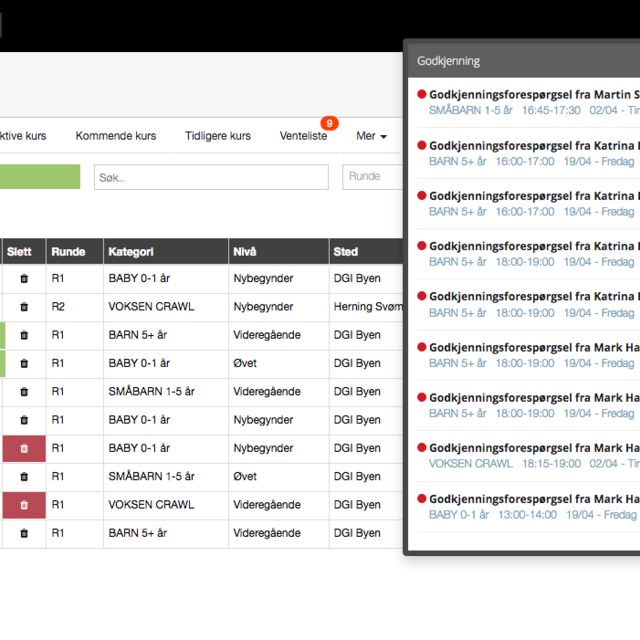 ktive kurs Kommende kurs Tidligere kurs Venteliste 9 Mer
Søk.. Runde
Slett Runde Kategori Nivå Sted
R1 BABY 0-1 år Nybegynder DGI Byen
R2 VOKSEN CRAWL Nybegynder Herning Svøm
R1 BARN 5+ år Videregående DGI Byen
R1 BABY 0-1 år Øvet DGI Byen
R1 SMÅBARN 1-5 år Videregående DGI Byen
R1 BABY 0-1 år Nybegynder DGI Byen
R1 BABY 0-1 år Nybegynder DGI Byen
R1 SMÅBARN 1-5 år Øvet DGI Byen
R1 VOKSEN CRAWL Videregående DGI Byen
R1 BARN 5+ år Videregående DGI Byen
Godkjenning
Godkjenningsforespørgsel fra Martin S
SMÅBARN 1-5 år 16:45-17:30 02/04 - Tir
Godkjenningsforespørgsel fra Katrina
BARN 5+ år 16:00-17:00 19/04 - Fredag
Godkjenningsforespørgsel fra Katrina
BARN 5+ år 16:00-17:00 19/04 - Fredag
Godkjenningsforespørgsel fra Katrina
BARN 5+ år 18:00-19:00 19/04 - Fredag
Godkjenningsforespørgsel fra Katrina
BARN 5+ år 18:00-19:00 19/04 - Fredag
Godkjenningsforespørgsel fra Mark Ha
BARN 5+ år 18:00-19:00 19/04 - Fredag
Godkjenningsforespørgsel fra Mark Ha
BARN 5+ år 18:00-19:00 19/04 - Fredag
Godkjenningsforespørgsel fra Mark Ha
VOKSEN CRAWL 18:15-19:00 02/04 - Tir
Godkjenningsforespørgsel fra Mark Ha
BABY 0-1 år 13:00-14:00 19/04 - Fredag